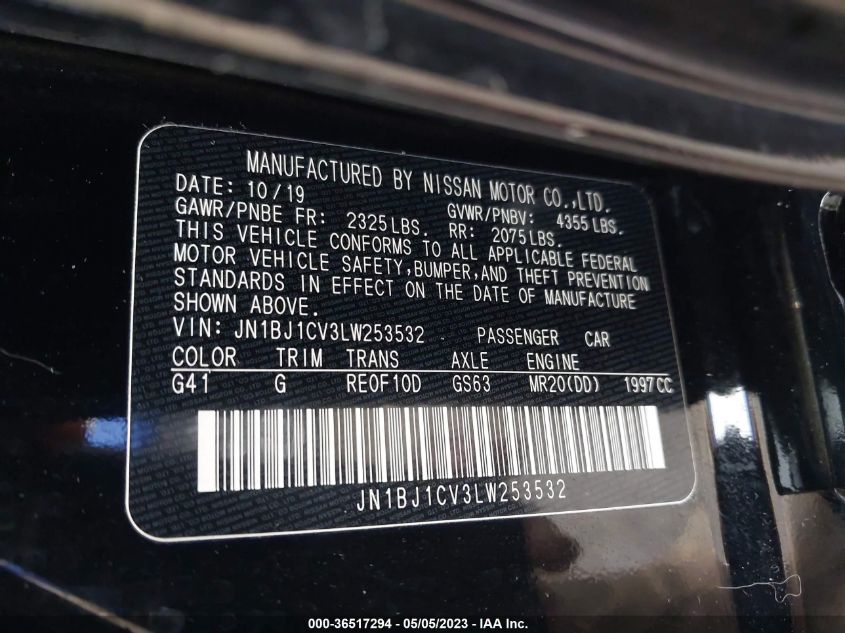 MANUFACTURED BY NISSAN MOTOR CO.,LTD.
DATE: 10/19 GVWR/PNBV: 4355 LBS.
GAWR/PNBE FR: 2325 LBS. RR: 2075 LBS.
THIS VEHICLE CONFORMS TO ALL APPLICABLE FEDERAL
MOTOR VEHICLE SAFETY,BUMPER,AND THEFT PREVENTION
STANDARDS IN EFFECT ON THE DATE OF MANUFACTURE
SHOWN ABOVE.
VIN: JN1BJ1CV3LW253532 PASSENGER CAR
COLOR TRIM TRANS AXLE ENGINE
G41 G RE0F10D GS63 MR20(DD) 1997CC
JN1BJ1CV3LW253532
000-36517294 - 05/05/2023 - IAA Inc.